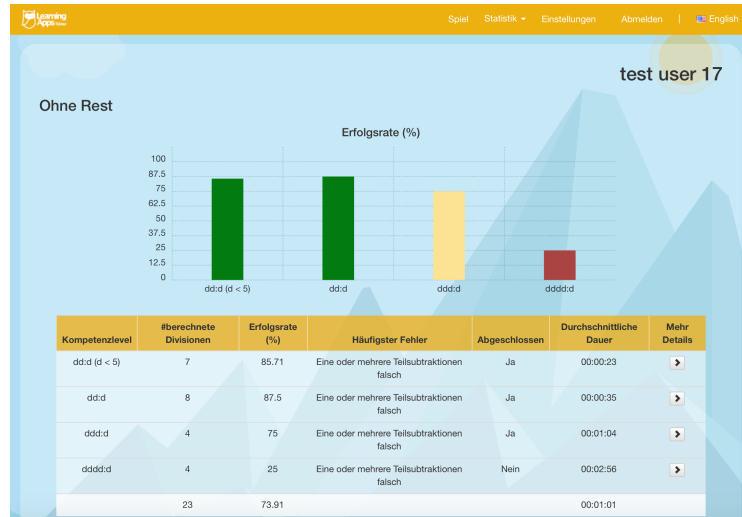 Learning Apps
Spiel Statistik Einstellungen Abmelden | English
test user 17
Ohne Rest
Erfolgsrate (%)
100
87.5
75
62.5
50
37.5
25
12.5
0
dd:d (d < 5) dd:d ddd:d dddd:d
Kompetenzlevel #berechnete Divisionen Erfolgsrate (%) Häufigster Fehler Abgeschlossen Durchschnittliche Dauer Mehr Details
dd:d (d < 5) 7 85.71 Eine oder mehrere Teilsubtraktionen falsch Ja 00:00:23
dd:d 8 87.5 Eine oder mehrere Teilsubtraktionen falsch Ja 00:00:35
ddd:d 4 75 Eine oder mehrere Teilsubtraktionen falsch Ja 00:01:04
dddd:d 4 25 Eine oder mehrere Teilsubtraktionen falsch Nein 00:02:56
23 73.91 00:01:01